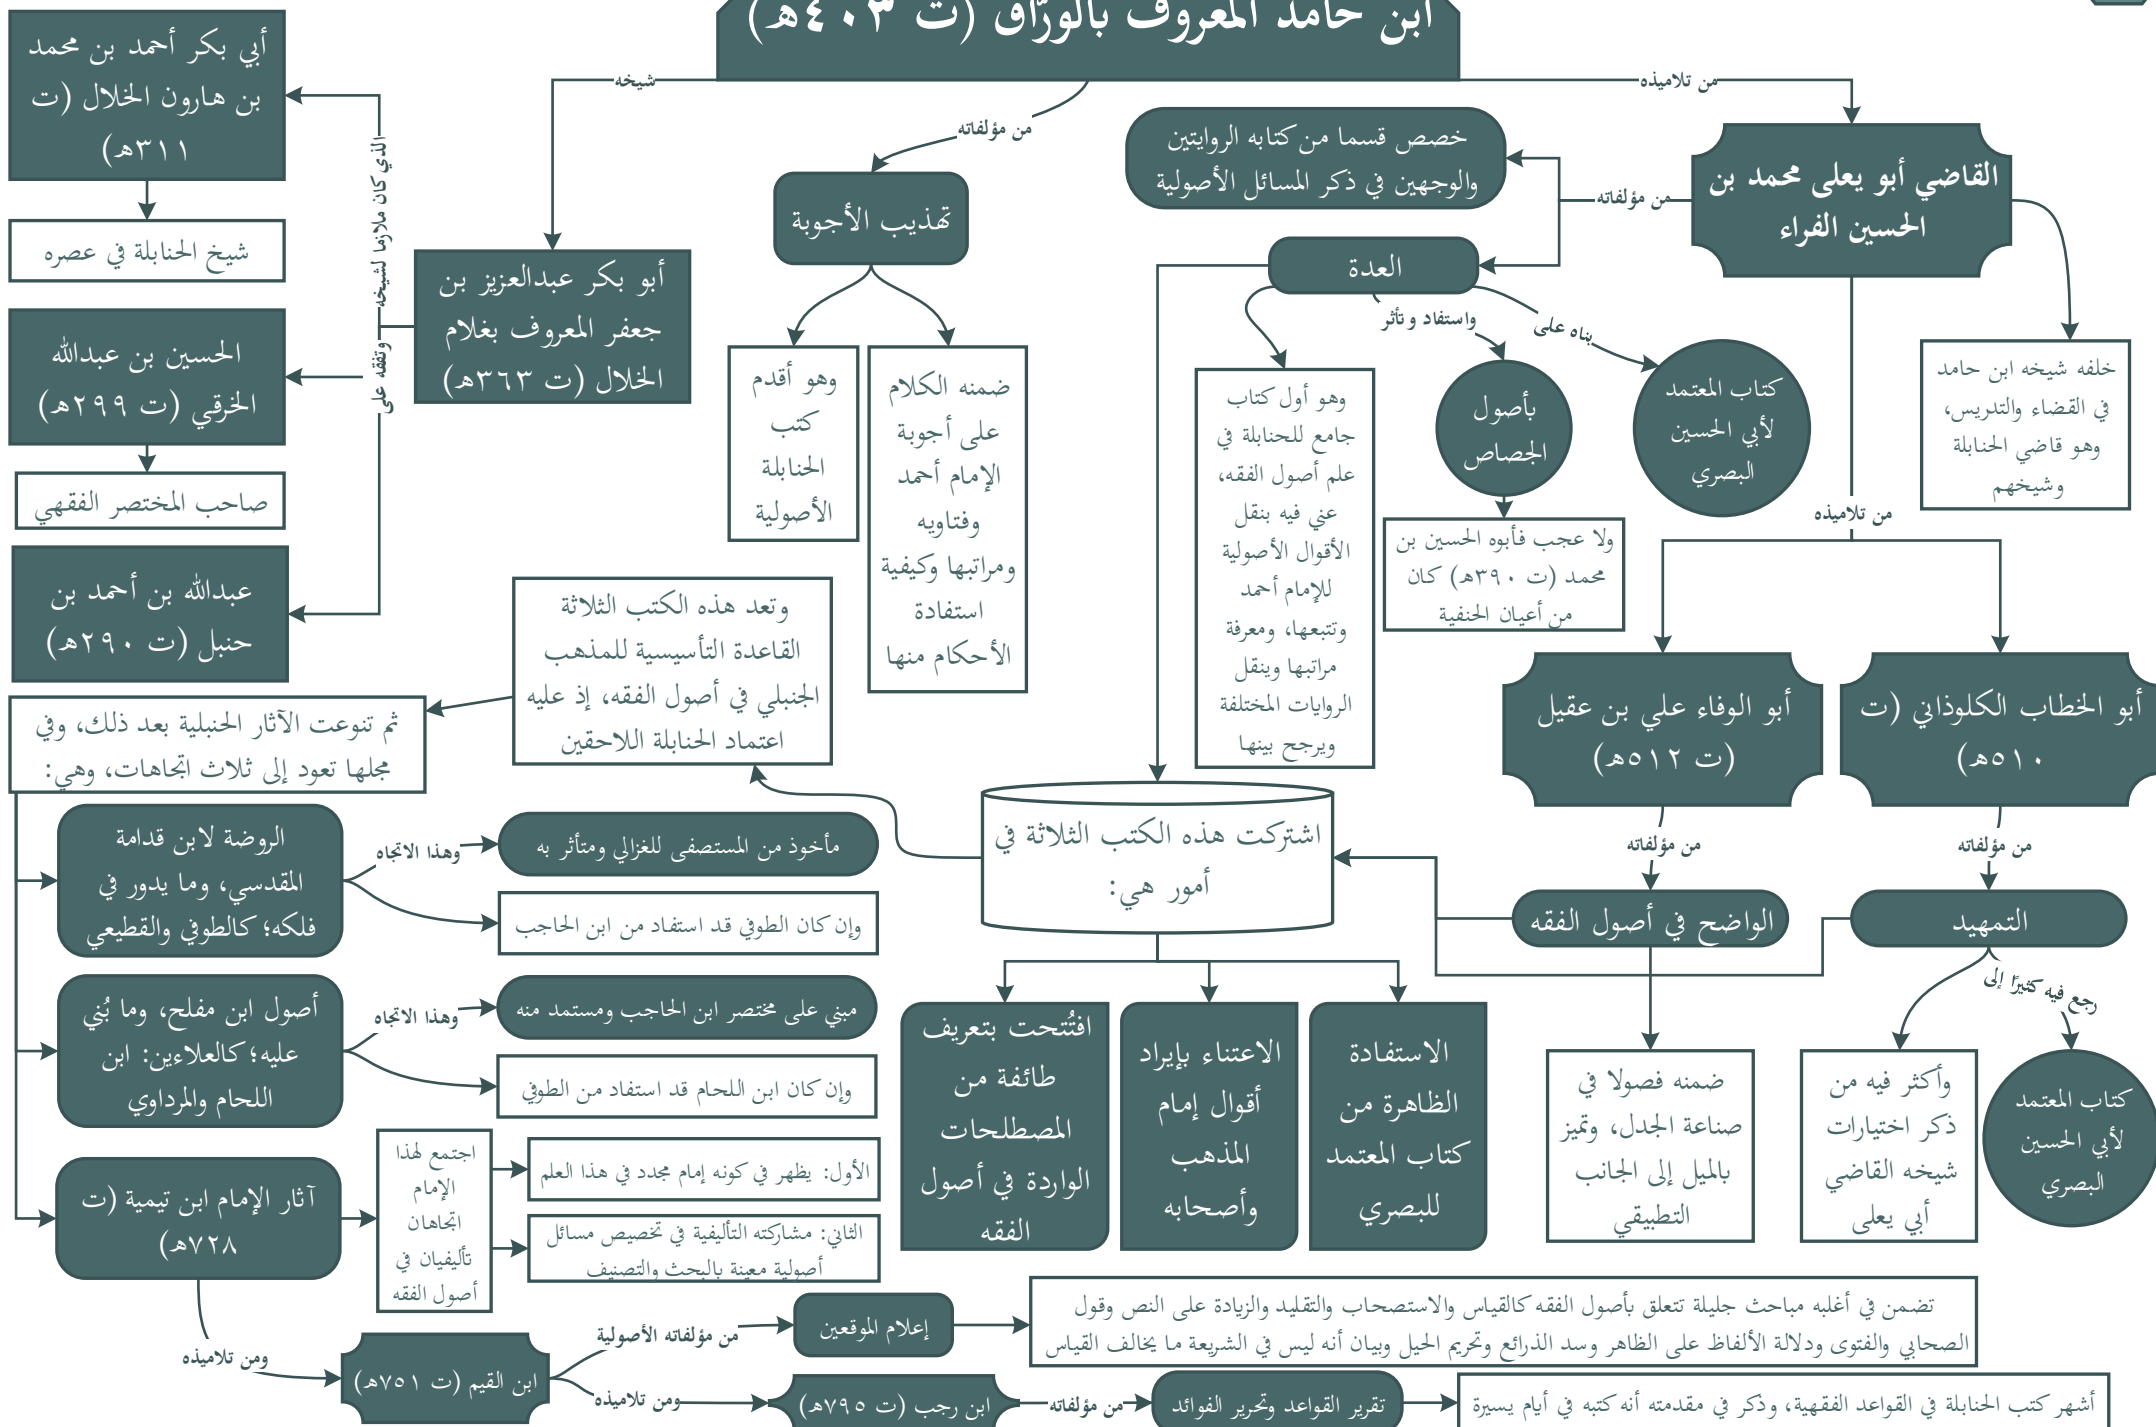 ابن حامد المعروف بالورّاق (ت ٤٠٣هـ)
من تلاميذه
القاضي أبو يعلى محمد بن
الحسين الفراء
خلفه شيخه ابن حامد
في القضاء والتدريس،
وهو قاضي الحنابلة
وشيخهم
من مؤلفاته
خصص قسما من كتابه الروايتين
والوجهين في ذكر المسائل الأصولية
العدة
بناه على
كتاب المعتمد
لأبي الحسين
البصري
واستفاد وتأثر
بأصول
الجصاص
ولا عجب فأبوه الحسين بن
محمد (ت ٣٩٠هـ) كان
من أعيان الحنفية
وهو أول كتاب
جامع للحنابلة في
علم أصول الفقه،
عني فيه بنقل
الأقوال الأصولية
للإمام أحمد
وتتبعها، ومعرفة
مراتبها وينقل
الروايات المختلفة
ويرجح بينها
من تلاميذه
أبو الخطاب الكلوذاني (ت
٥١٠هـ)
من مؤلفاته
التمهيد
رجع فيه كثيرًا إلى
كتاب المعتمد
لأبي الحسين
البصري
وأكثر فيه من
ذكر اختيارات
شيخه القاضي
أبي يعلى
أبو الوفاء علي بن عقيل
(ت ٥١٢هـ)
من مؤلفاته
الواضح في أصول الفقه
ضمنه فصولا في
صناعة الجدل، وتميز
بالميل إلى الجانب
التطبيقي
من مؤلفاته
تهذيب الأجوبة
ضمنه الكلام
على أجوبة
الإمام أحمد
وفتاويه
ومراتبها وكيفية
استفادة
الأحكام منها
وهو أقدم
كتب
الحنابلة
الأصولية
شيخه
أبو بكر عبدالعزيز بن
جعفر المعروف بغلام
الخلال (ت ٣٦٣هـ)
الذي كان ملازما لشيخه
وتفقه على
أبي بكر أحمد بن محمد
بن هارون الخلال (ت
٣١١هـ)
شيخ الحنابلة في عصره
الحسين بن عبدالله
الخرقي (ت ٢٩٩هـ)
صاحب المختصر الفقهي
عبدالله بن أحمد بن
حنبل (ت ٢٩٠هـ)
اشتركت هذه الكتب الثلاثة في
أمور هي:
الاستفادة
الظاهرة من
كتاب المعتمد
للبصري
الاعتناء بإيراد
أقوال إمام
المذهب
وأصحابه
افتُتحت بتعريف
طائفة من
المصطلحات
الواردة في أصول
الفقه
وتعد هذه الكتب الثلاثة
القاعدة التأسيسية للمذهب
الجنبلي في أصول الفقه، إذ عليه
اعتماد الحنابلة اللاحقين
ثم تنوعت الآثار الحنبلية بعد ذلك، وفي
مجلها تعود إلى ثلاث اتجاهات، وهي:
الروضة لابن قدامة
المقدسي، وما يدور في
فلكه؛ كالطوفي والقطيعي
وهذا الاتجاه
مأخوذ من المستصفى للغزالي ومتأثر به
وإن كان الطوفي قد استفاد من ابن الحاجب
أصول ابن مفلح، وما بُني
عليه؛ كالعلاءين: ابن
اللحام والمرداوي
وهذا الاتجاه
مبني على مختصر ابن الحاجب ومستمد منه
وإن كان ابن اللحام قد استفاد من الطوفي
آثار الإمام ابن تيمية (ت
٧٢٨هـ)
اجتمع لهذا
الإمام
اتجاهان
تأليفيان في
أصول الفقه
الأول: يظهر في كونه إمام مجدد في هذا العلم
الثاني: مشاركته التأليفية في تخصيص مسائل
أصولية معينة بالبحث والتصنيف
ومن تلاميذه
ابن القيم (ت ٧٥١هـ)
من مؤلفاته الأصولية
إعلام الموقعين
تضمن في أغلبه مباحث جليلة تتعلق بأصول الفقه كالقياس والاستصحاب والتقليد والزيادة على النص وقول
الصحابي والفتوى ودلالة الألفاظ على الظاهر وسد الذرائع وتحريم الحيل وبيان أنه ليس في الشريعة ما يخالف القياس
ومن تلاميذه
ابن رجب (ت ٧٩٥هـ)
من مؤلفاته
تقرير القواعد وتحرير الفوائد
أشهر كتب الحنابلة في القواعد الفقهية، وذكر في مقدمته أنه كتبه في أيام يسيرة